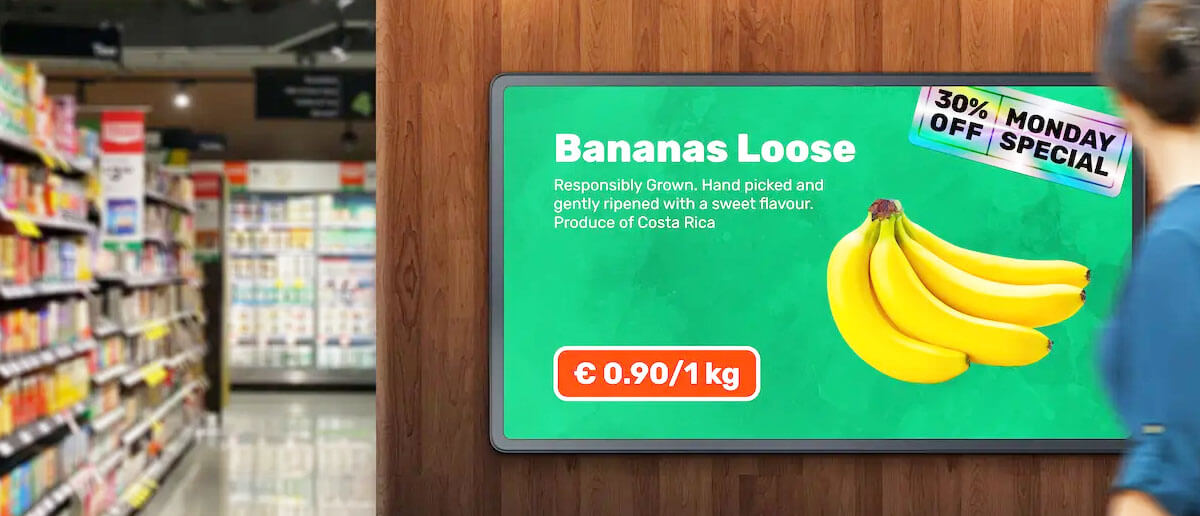 Bananas Loose
Responsibly Grown. Hand picked and
gently ripened with a sweet flavour.
Produce of Costa Rica
€ 0.90/1 kg
30%
OFF
MONDAY
SPECIAL